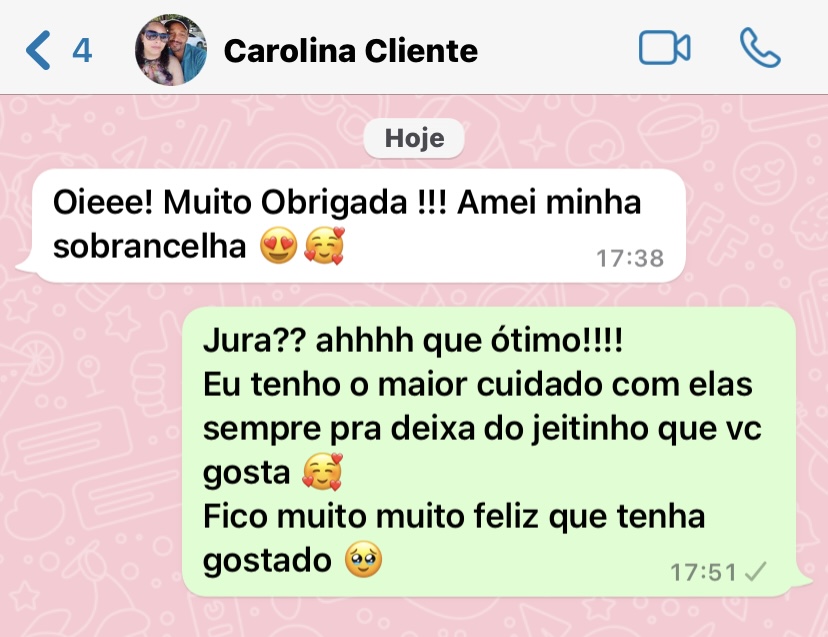 4 Carolina Cliente
Hoje
Oieee! Muito Obrigada !!! Amei minha
sobrancelha 😍🥰
17:38
Jura?? ahhhh que ótimo!!!!
Eu tenho o maior cuidado com elas
sempre pra deixa do jeitinho que vc
gosta 🥰
Fico muito muito feliz que tenha
gostado 🥹
17:51